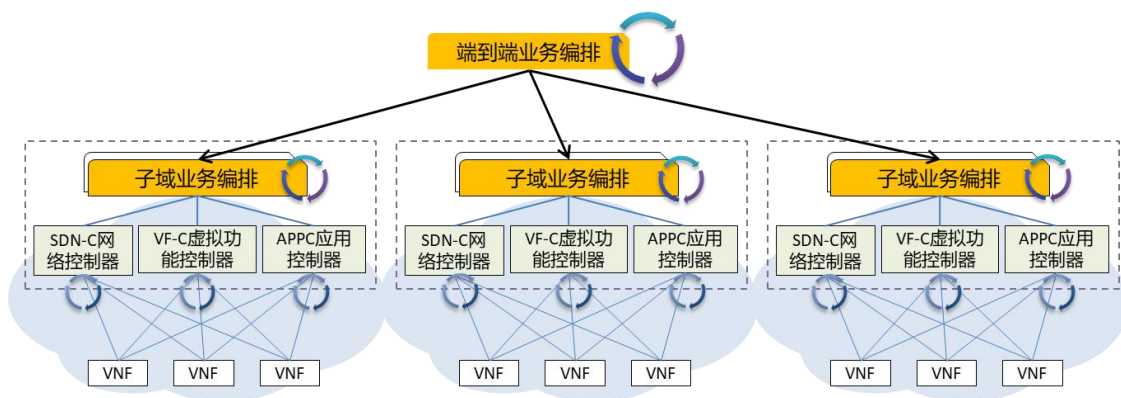 端到端业务编排
子域业务编排
子域业务编排
子域业务编排
SDN-C网
络控制器
VF-C虚拟功
能控制器
APPC应用
控制器
SDN-C网
络控制器
VF-C虚拟功
能控制器
APPC应用
控制器
SDN-C网
络控制器
VF-C虚拟功
能控制器
APPC应用
控制器
VNF
VNF
VNF
VNF
VNF
VNF
VNF
VNF
VNF